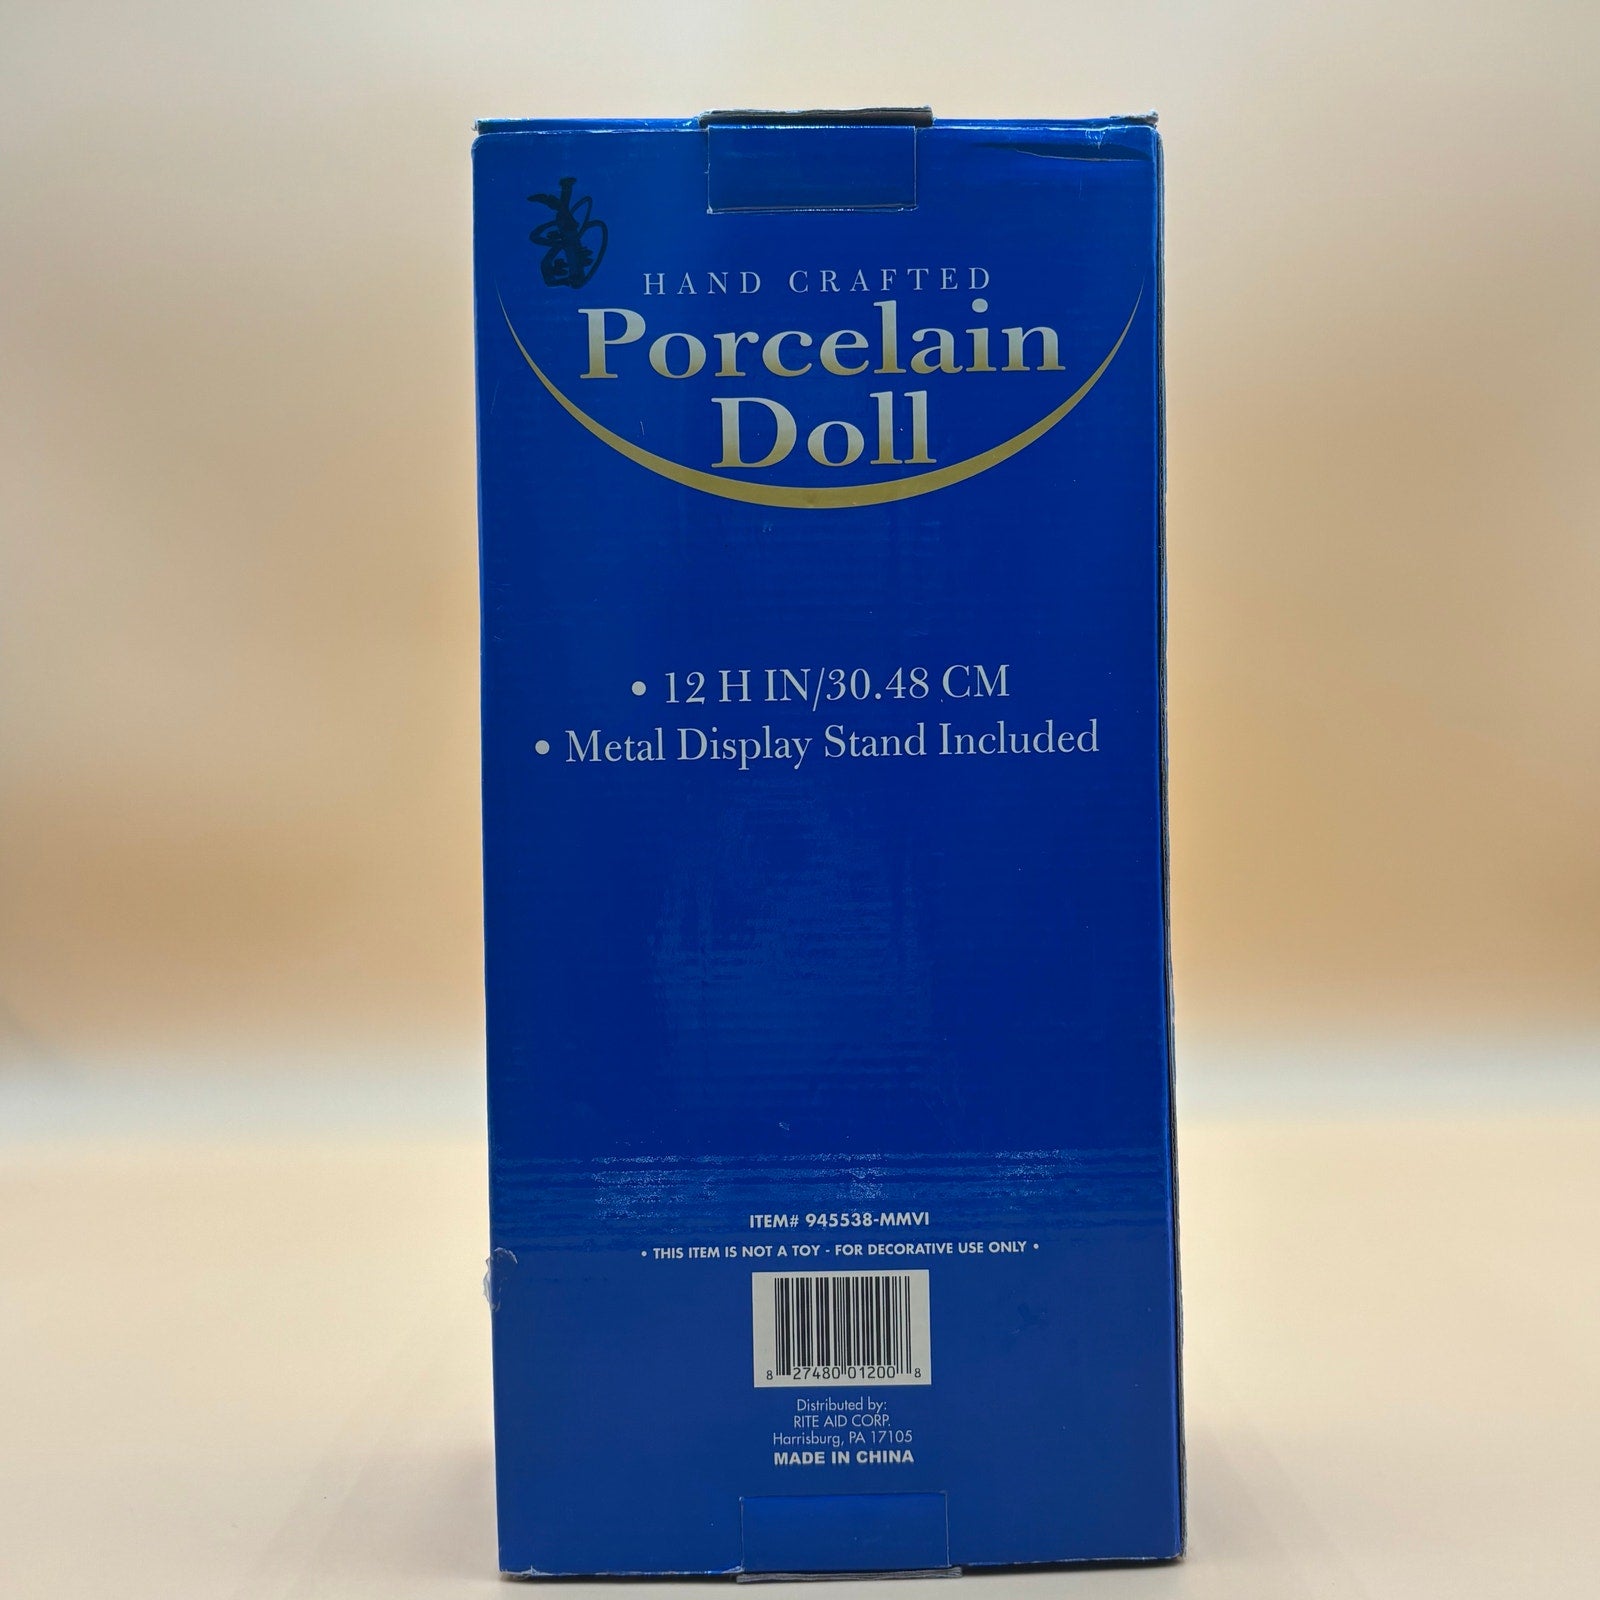 HAND CRAFTED
Porcelain
Doll
• 12 H IN/30.48 CM
• Metal Display Stand Included
ITEM# 945538-MMVI
• THIS ITEM IS NOT A TOY - FOR DECORATIVE USE ONLY •
8 27480 01200 8
Distributed by:
RITE AID CORP.
Harrisburg, PA 17105
MADE IN CHINA